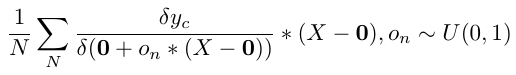 \frac{1}{N} \sum_{N} \frac{\delta y_c}{\delta(\mathbf{0} + o_n * (X - \mathbf{0}))} * (X - \mathbf{0}), o_n \sim U(0, 1)